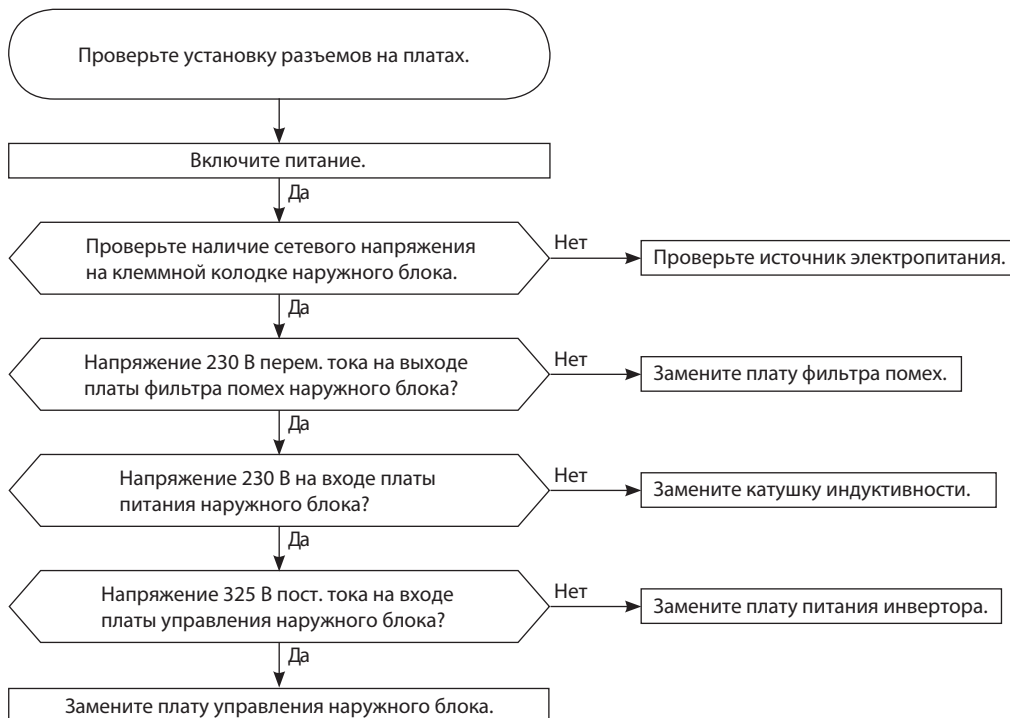 Проверьте установку разъемов на платах.
Включите питание.
Да
Проверьте наличие сетевого напряжения
на клеммной колодке наружного блока.
Нет
Проверьте источник электропитания.
Да
Напряжение 230 В перем. тока на выходе
платы фильтра помех наружного блока?
Нет
Замените плату фильтра помех.
Да
Напряжение 230 В на входе платы
питания наружного блока?
Нет
Замените катушку индуктивности.
Да
Напряжение 325 В пост. тока на входе
платы управления наружного блока?
Нет
Замените плату питания инвертора.
Да
Замените плату управления наружного блока.